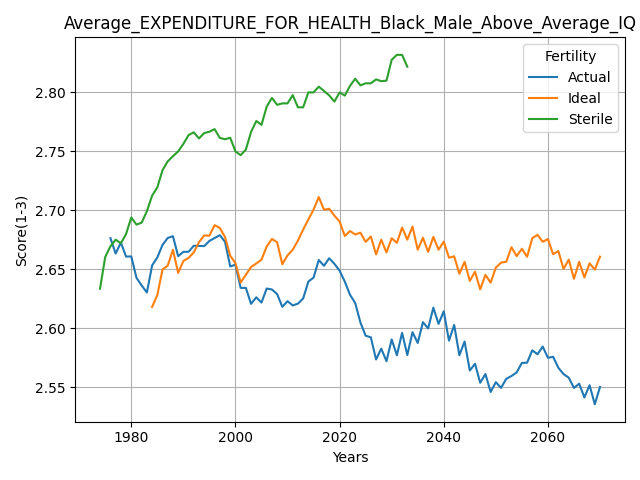 Average_EXPENDITURE_FOR_HEALTH_Black_Male_Above_Average_IQ
Fertility
Actual
Ideal
Sterile
2.80
2.75
2.70
2.65
2.60
2.55
Score(1-3)
1980 2000 2020 2040 2060
Years